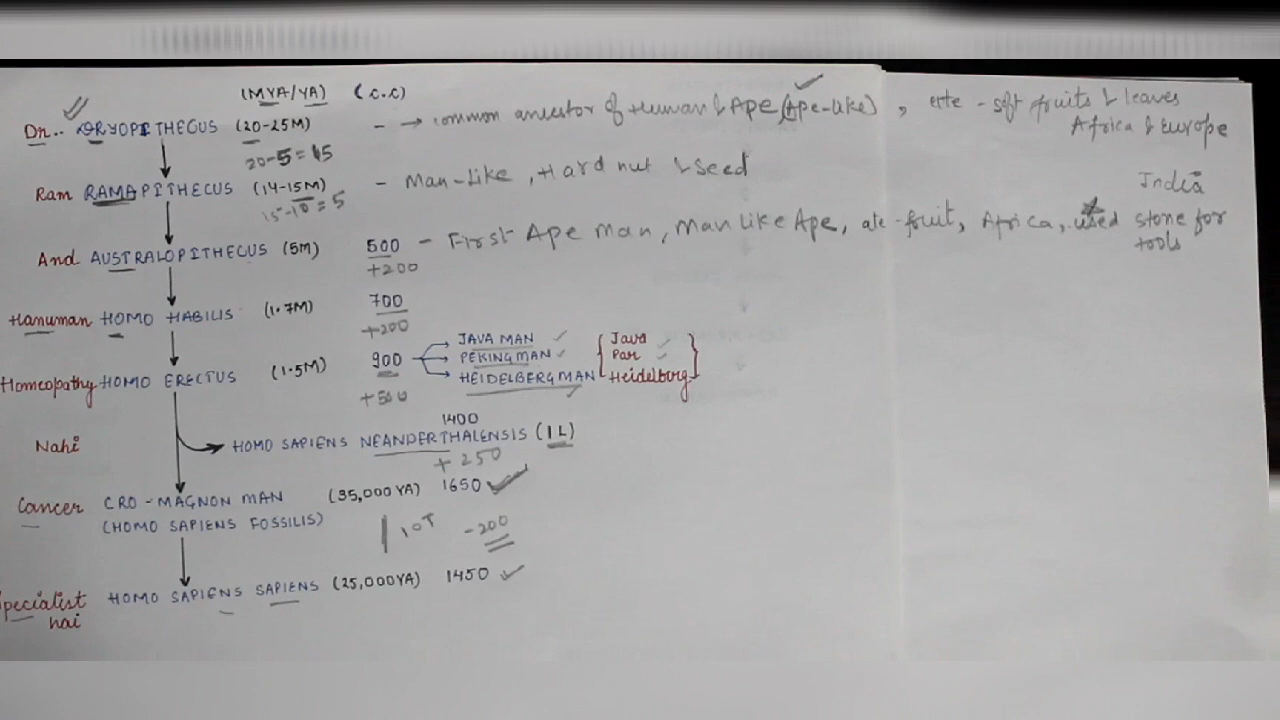 (MYA/YA) (C.C)
Dr.. DRYOPITHECUS (20-25M) - → common ancestor of Human & APE (Ape-like), - soft fruits & leaves
Africa & Europe
20-5=15
Ram RAMAPITHECUS (14-15M) - Man-Like, Hard nut & Seed
India
15-10=5
And AUSTRALOPITHECUS (5M) 500 - First Ape Man, Man like Ape, ate-fruit, Africa, used stone for
tools
+200
Hanuman HOMO HABILIS (1.7M) 700
+200
Homeopathy HOMO ERECTUS (1.5M) 900
JAVA MAN Java
PEKING MAN Par
HEIDELBERG MAN Heidelberg
+500
1400
Nahi HOMO SAPIENS NEANDERTHALENSIS (1L)
+250
Cancer CRO-MAGNON MAN (35,000YA) 1650
(HOMO SAPIENS FOSSILIS)
10T -200
Specialist HOMO SAPIENS SAPIENS (25,000YA) 1450
hai